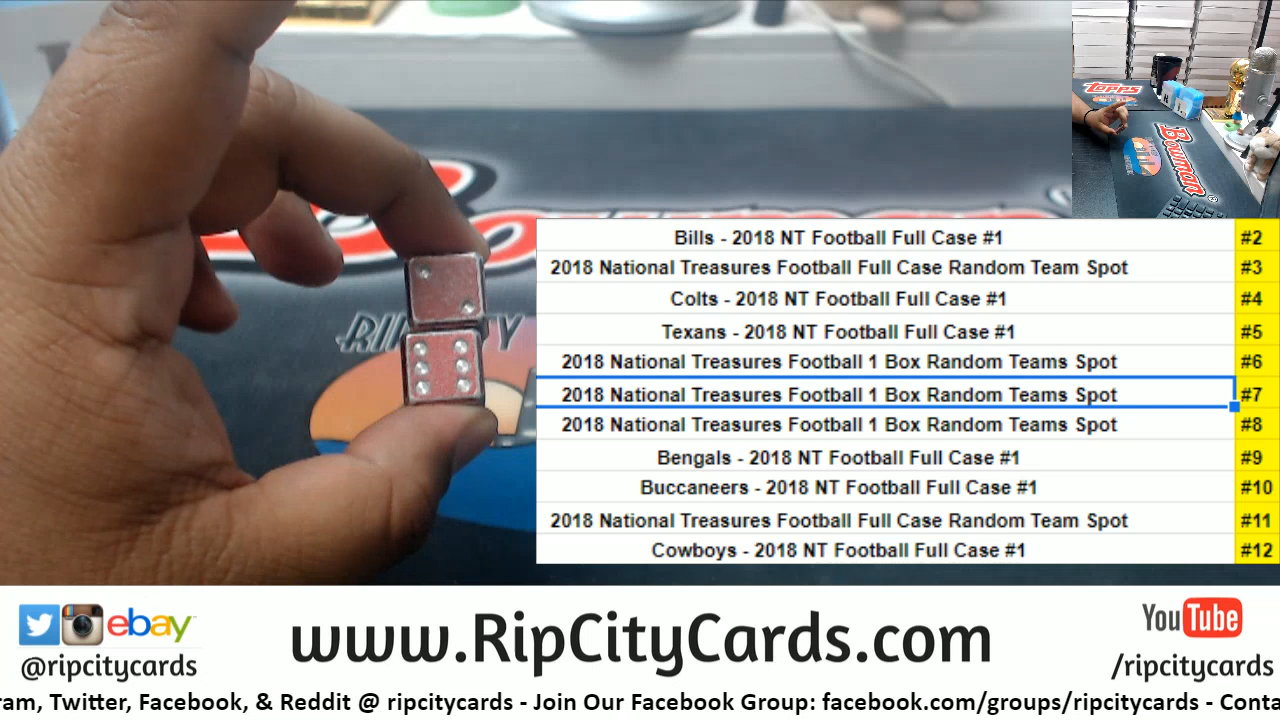 Topps
Bowman
RIP CITY
Bills - 2018 NT Football Full Case #1 #2
2018 National Treasures Football Full Case Random Team Spot #3
Colts - 2018 NT Football Full Case #1 #4
Texans - 2018 NT Football Full Case #1 #5
2018 National Treasures Football 1 Box Random Teams Spot #6
2018 National Treasures Football 1 Box Random Teams Spot #7
2018 National Treasures Football 1 Box Random Teams Spot #8
Bengals - 2018 NT Football Full Case #1 #9
Buccaneers - 2018 NT Football Full Case #1 #10
2018 National Treasures Football Full Case Random Team Spot #11
Cowboys - 2018 NT Football Full Case #1 #12
ebay
@ripcitycards
www.RipCityCards.com
YouTube
/ripcitycards
ram, Twitter, Facebook, & Reddit @ ripcitycards - Join Our Facebook Group: facebook.com/groups/ripcitycards - Conta